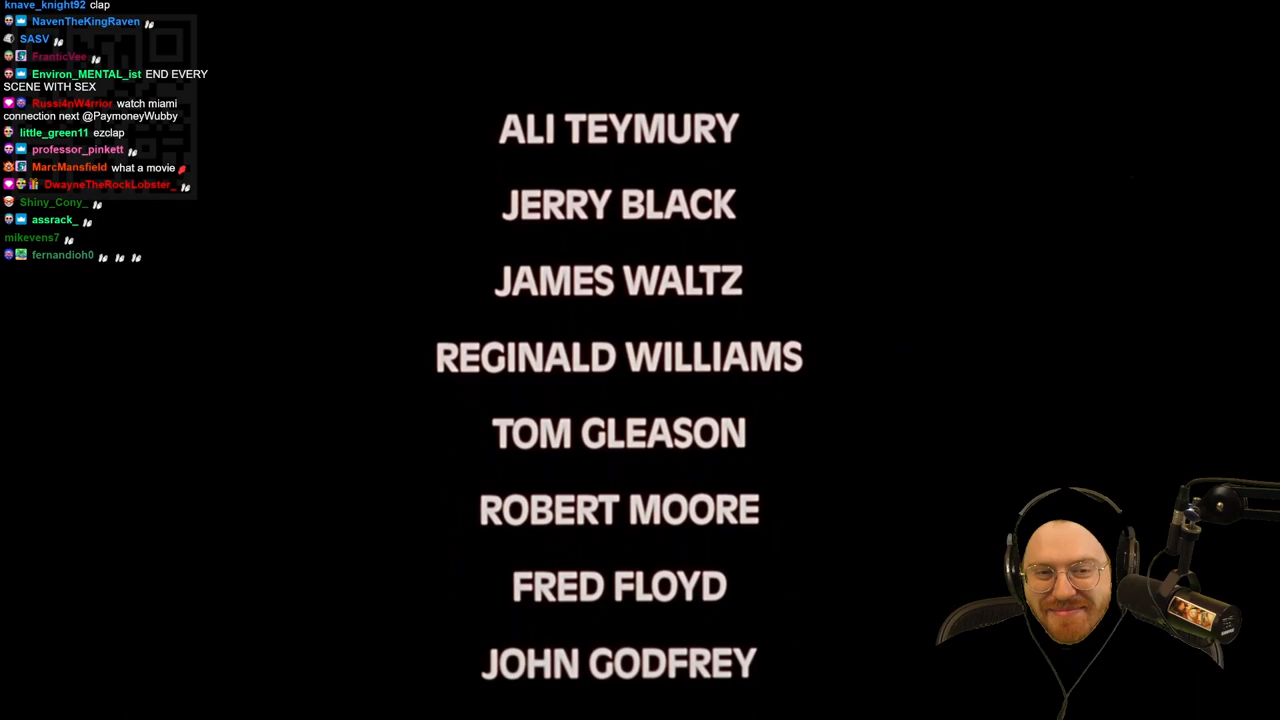 knave_knight92 clap
NavenTheKingRaven
SASV
FranticVee
Environ_MENTAL_ist END EVERY
SCENE WITH SEX
Russi4nW4rrior watch miami
connection next @PaymoneyWubby
little_green11 ezclap
professor_pinkett
MarcMansfield what a movie
DwayneTheRockLobster_
Shiny_Cony_
assrack_
mikevens7
fernandioh0
ALI TEYMURY
JERRY BLACK
JAMES WALTZ
REGINALD WILLIAMS
TOM GLEASON
ROBERT MOORE
FRED FLOYD
JOHN GODFREY